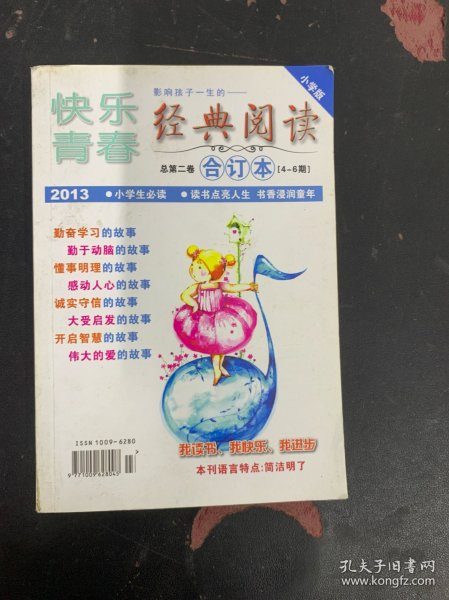 小学版
影响孩子一生的——
快乐青春
经典阅读
总第二卷 合订本 [4-6期]
2013 ●小学生必读 ●读书点亮人生 书香浸润童年
勤奋学习的故事
勤于动脑的故事
懂事明理的故事
感动人心的故事
诚实守信的故事
大受启发的故事
开启智慧的故事
伟大的爱的故事
ISSN 1009-6280
9 771009 628045
我读书、我快乐、我进步
本刊语言特点:简洁明了
孔夫子旧书网
www.kongfz.com